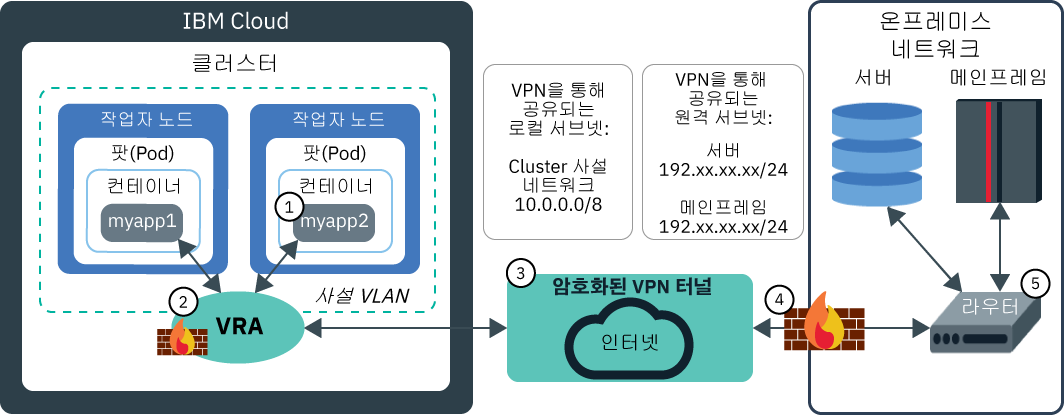 IBM Cloud
클러스터
작업자 노드
팟(Pod)
컨테이너
myapp1
작업자 노드
팟(Pod)
컨테이너
1
myapp2
사설 VLAN
2
VRA
VPN을 통해
공유되는
로컬 서브넷:
Cluster 사설
네트워크
10.0.0.0/8
VPN을 통해
공유되는
원격 서브넷:
서버
192.xx.xx.xx/24
메인프레임
192.xx.xx.xx/24
3
암호화된 VPN 터널
인터넷
4
온프레미스
네트워크
서버
메인프레임
5
라우터